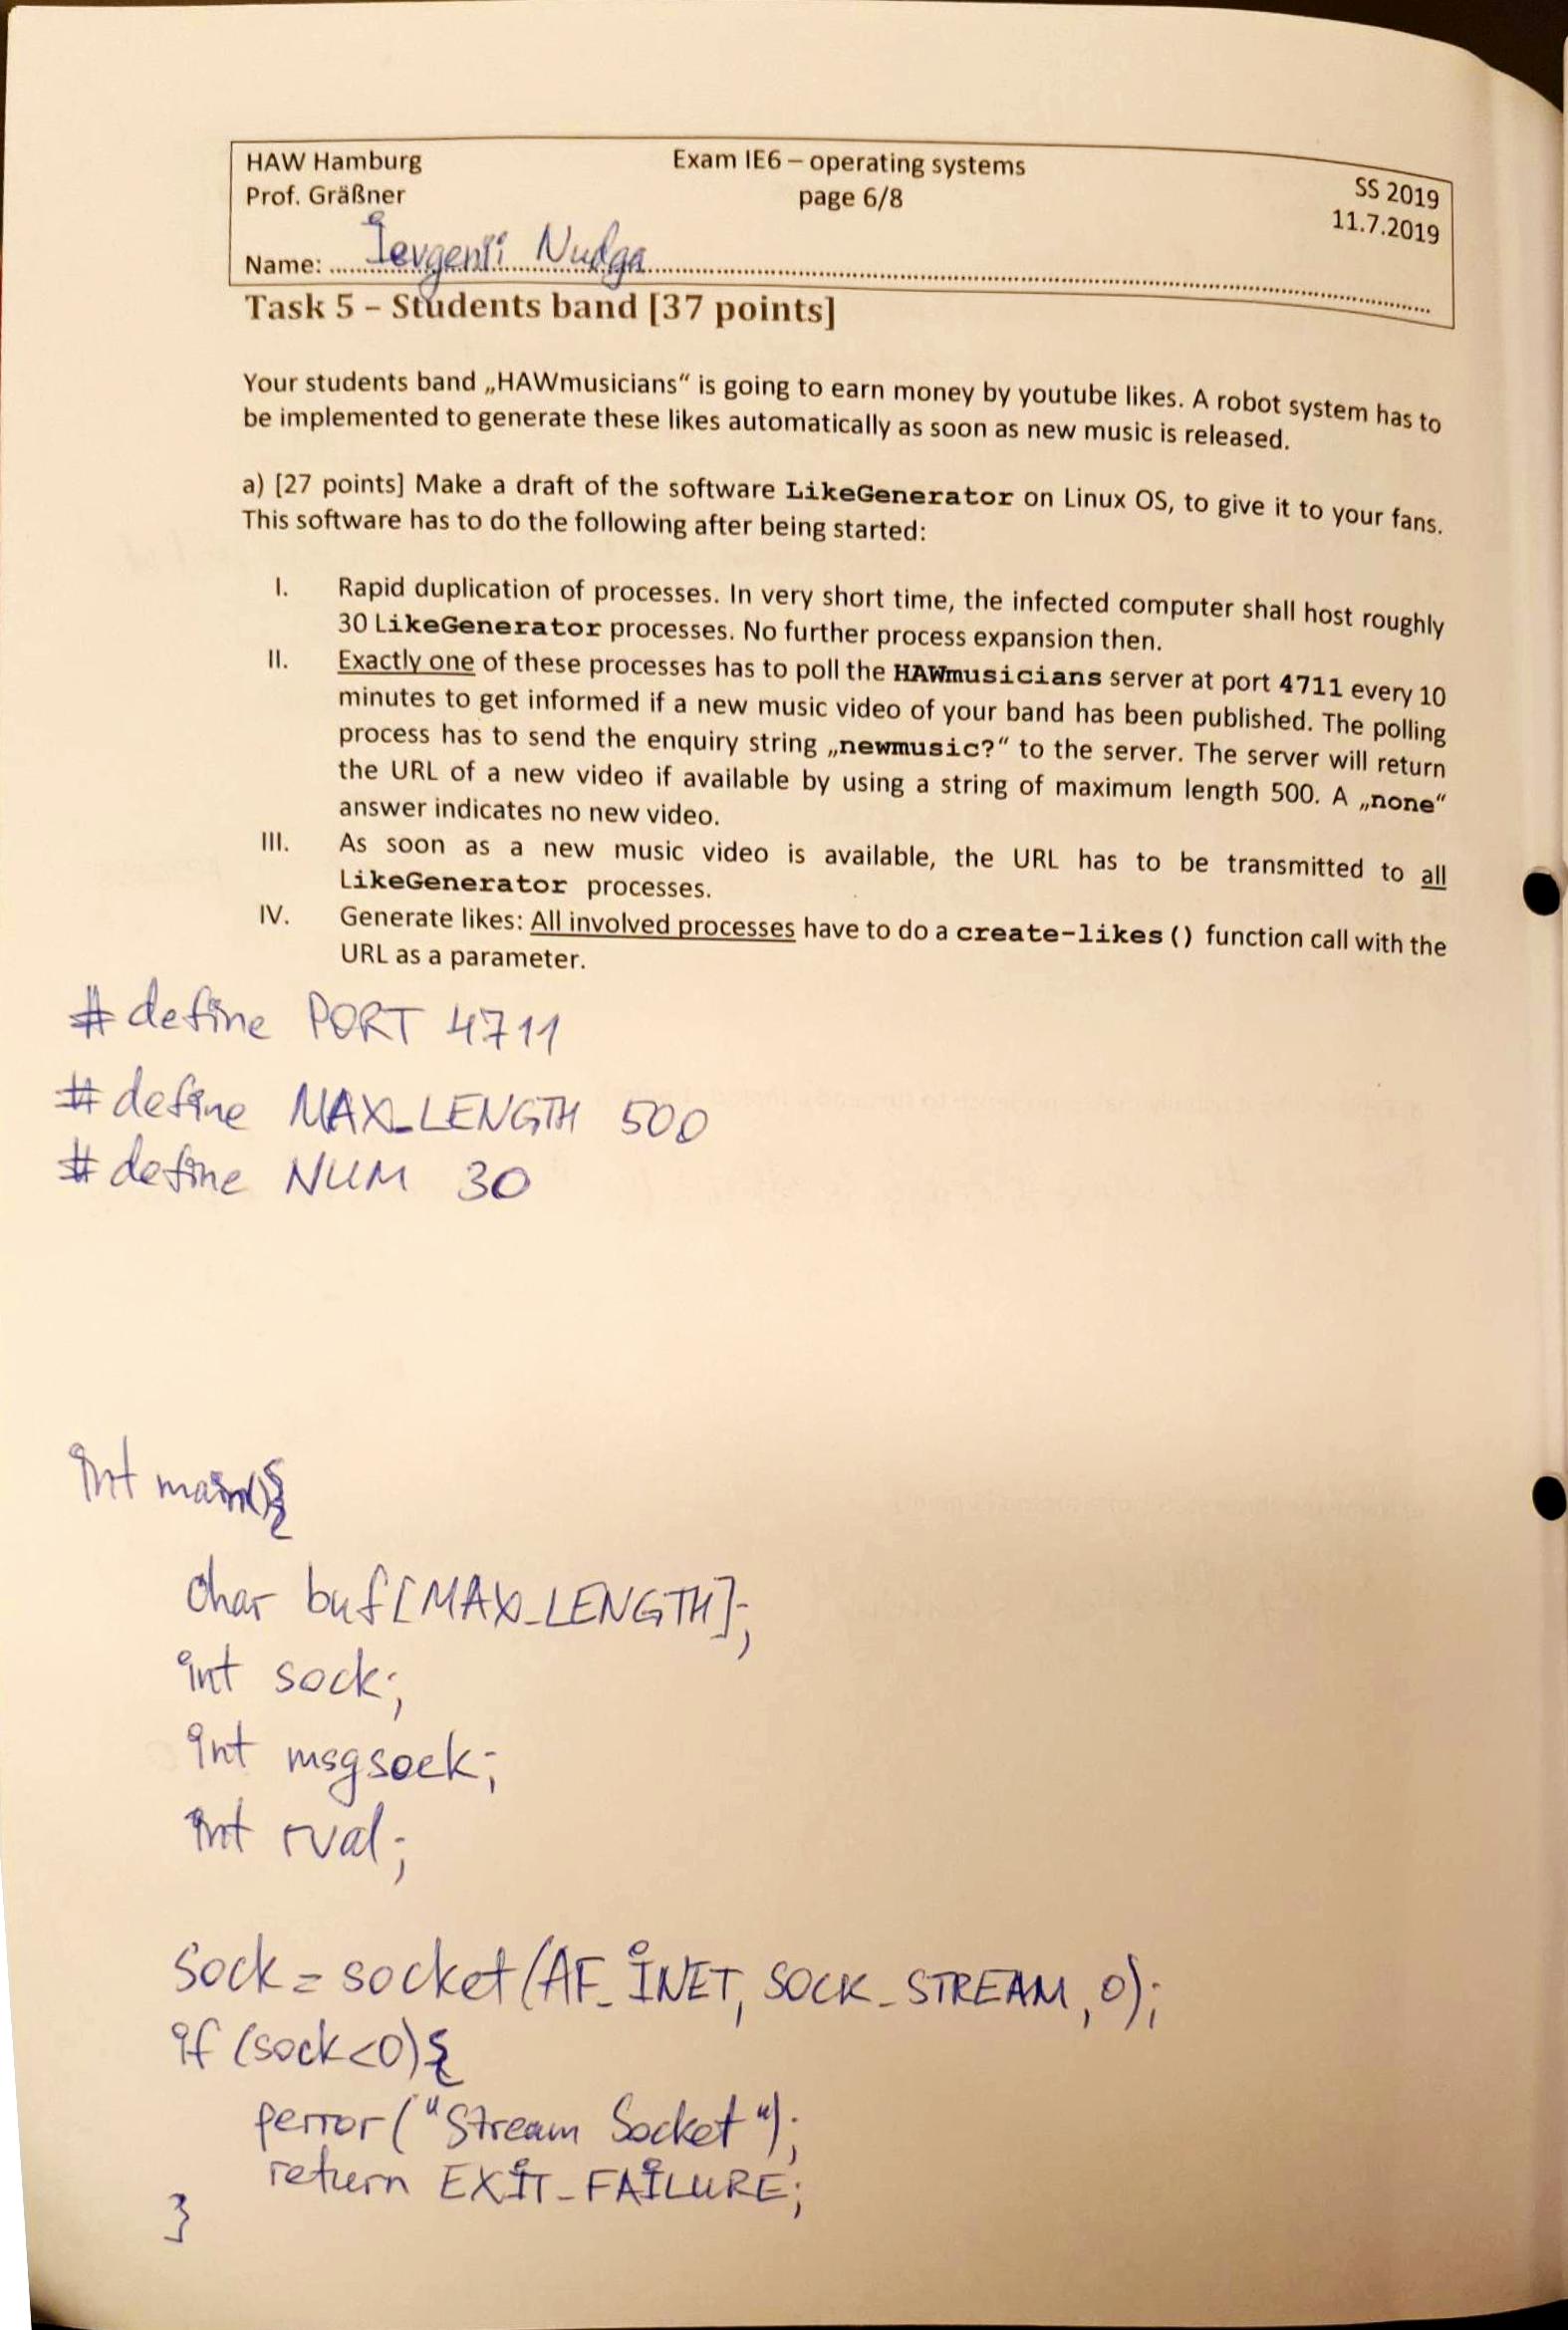 HAW Hamburg
Exam IE6 – operating systems
SS 2019
Prof. Gräßner
page 6/8
11.7.2019
Name: Ievgenii Nudga
Task 5 – Students band [37 points]
Your students band „HAWmusicians“ is going to earn money by youtube likes. A robot system has to
be implemented to generate these likes automatically as soon as new music is released.
a) [27 points] Make a draft of the software LikeGenerator on Linux OS, to give it to your fans.
This software has to do the following after being started:
I. Rapid duplication of processes. In very short time, the infected computer shall host roughly
30 LikeGenerator processes. No further process expansion then.
II. Exactly one of these processes has to poll the HAWmusicians server at port 4711 every 10
minutes to get informed if a new music video of your band has been published. The polling
process has to send the enquiry string „newmusic?“ to the server. The server will return
the URL of a new video if available by using a string of maximum length 500. A „none“
answer indicates no new video.
III. As soon as a new music video is available, the URL has to be transmitted to all
LikeGenerator processes.
IV. Generate likes: All involved processes have to do a create-likes() function call with the
URL as a parameter.
#define PORT 4711
#define MAX_LENGTH 500
#define NUM 30
int main(){
char buf[MAX_LENGTH];
int sock;
int msgsock;
int rval;
sock = socket(AF_INET, SOCK_STREAM, 0);
if (sock<0){
perror("Stream Socket");
return EXIT_FAILURE;
}